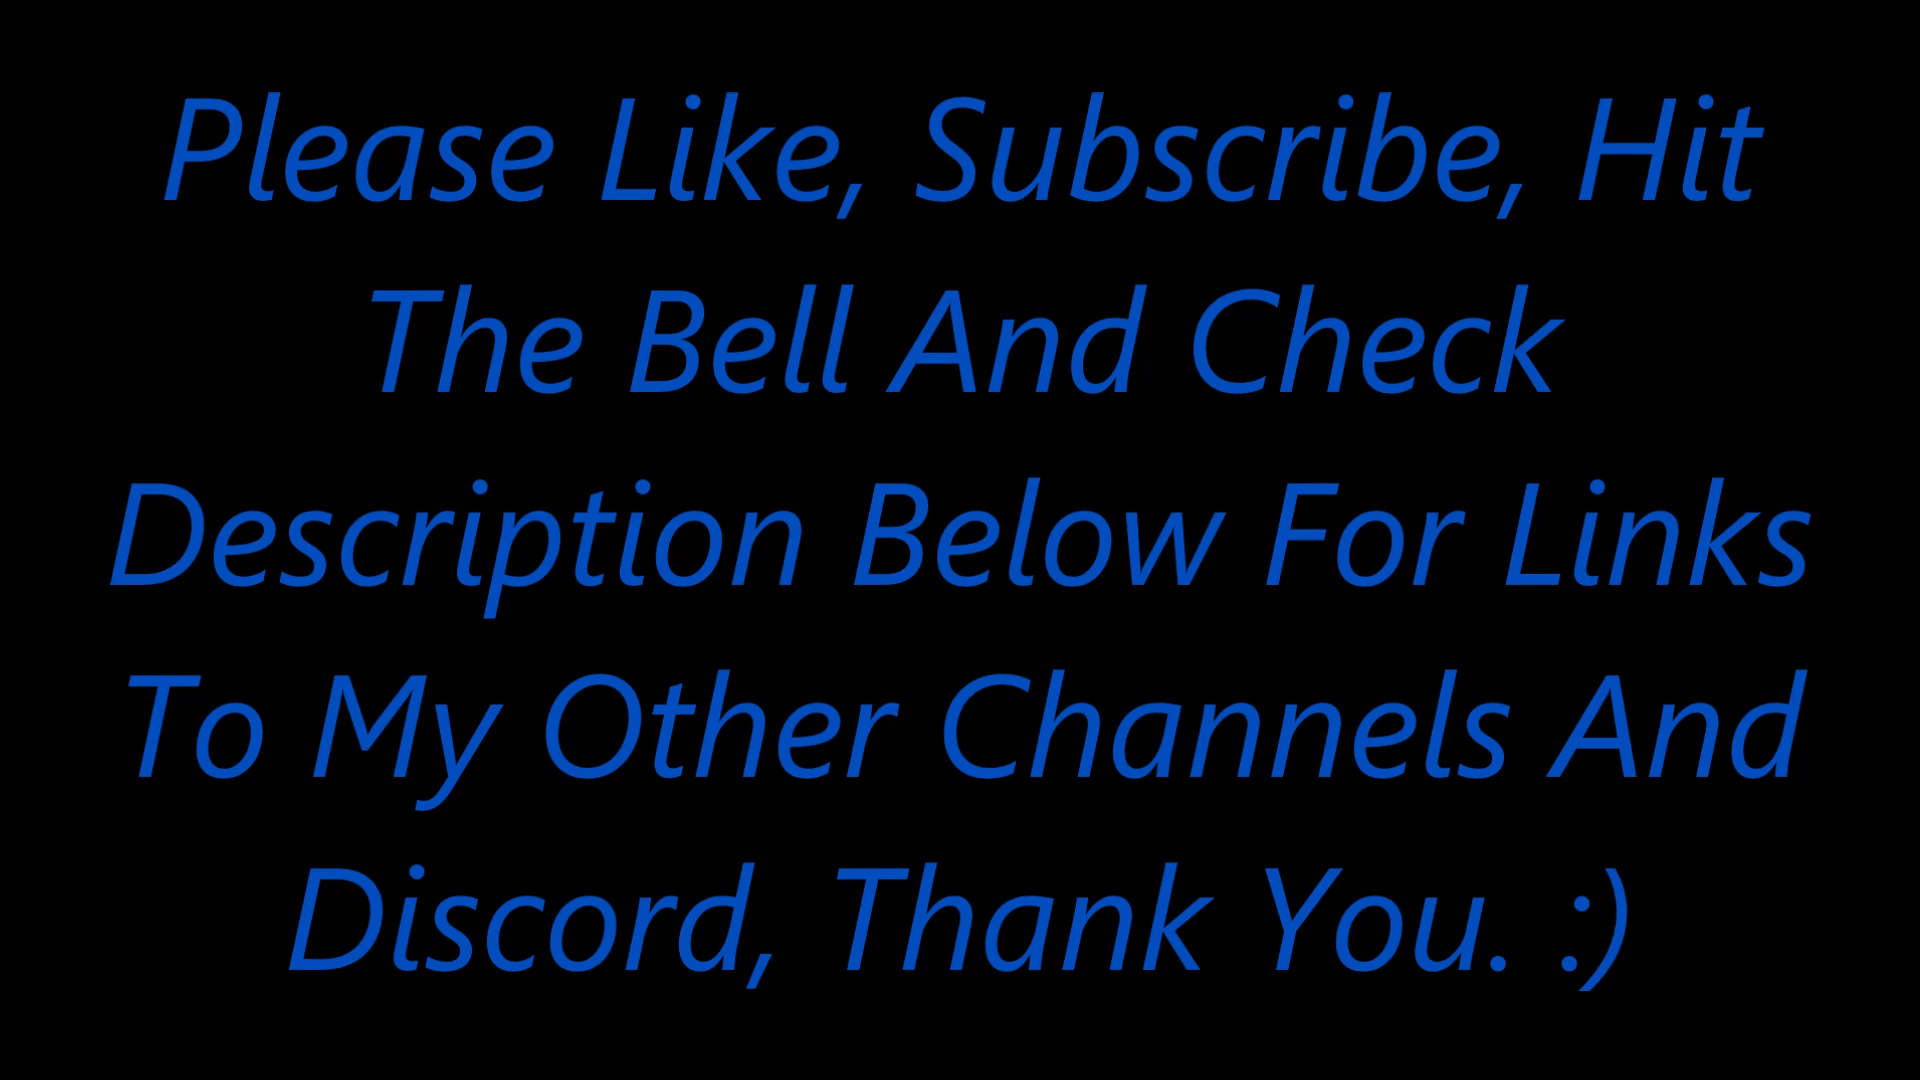 Please Like, Subscribe, Hit
The Bell And Check
Description Below For Links
To My Other Channels And
Discord, Thank You. :)